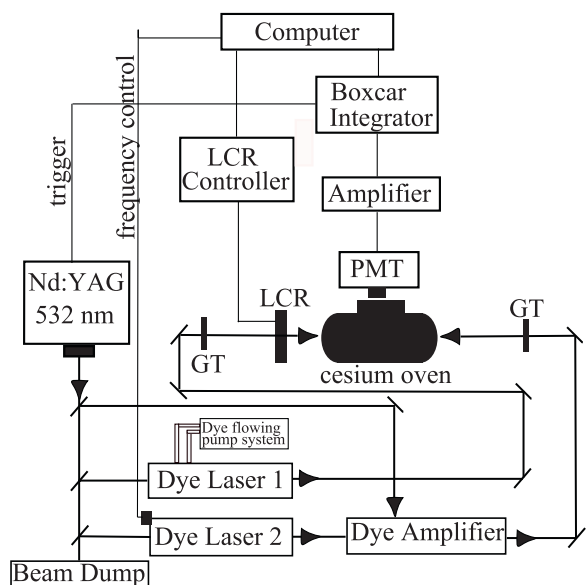 Computer
Boxcar
Integrator
frequency control
trigger
LCR
Controller
Amplifier
PMT
Nd:YAG
532 nm
LCR
GT
GT
cesium oven
Dye flowing
pump system
Dye Laser 1
Dye Laser 2
Dye Amplifier
Beam Dump